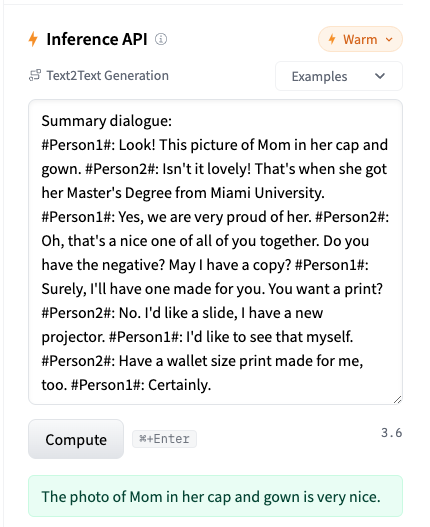 Inference API
Warm
Text2Text Generation
Examples
Summary dialogue:
#Person1#: Look! This picture of Mom in her cap and
gown. #Person2#: Isn't it lovely! That's when she got
her Master's Degree from Miami University.
#Person1#: Yes, we are very proud of her. #Person2#:
Oh, that's a nice one of all of you together. Do you
have the negative? May I have a copy? #Person1#:
Surely, I'll have one made for you. You want a print?
#Person2#: No. I'd like a slide, I have a new
projector. #Person1#: I'd like to see that myself.
#Person2#: Have a wallet size print made for me,
too. #Person1#: Certainly.
Compute
⌘+Enter
3.6
The photo of Mom in her cap and gown is very nice.